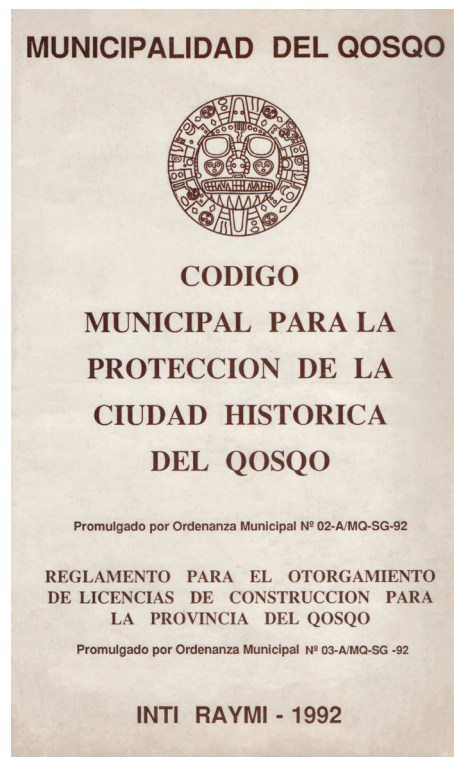 MUNICIPALIDAD DEL QOSQO
CODIGO
MUNICIPAL PARA LA
PROTECCION DE LA
CIUDAD HISTORICA
DEL QOSQO
Promulgado por Ordenanza Municipal Nº 02-A/MQ-SG-92
REGLAMENTO PARA EL OTORGAMIENTO
DE LICENCIAS DE CONSTRUCCION PARA
LA PROVINCIA DEL QOSQO
Promulgado por Ordenanza Municipal Nº 03-A/MQ-SG -92
INTI RAYMI - 1992